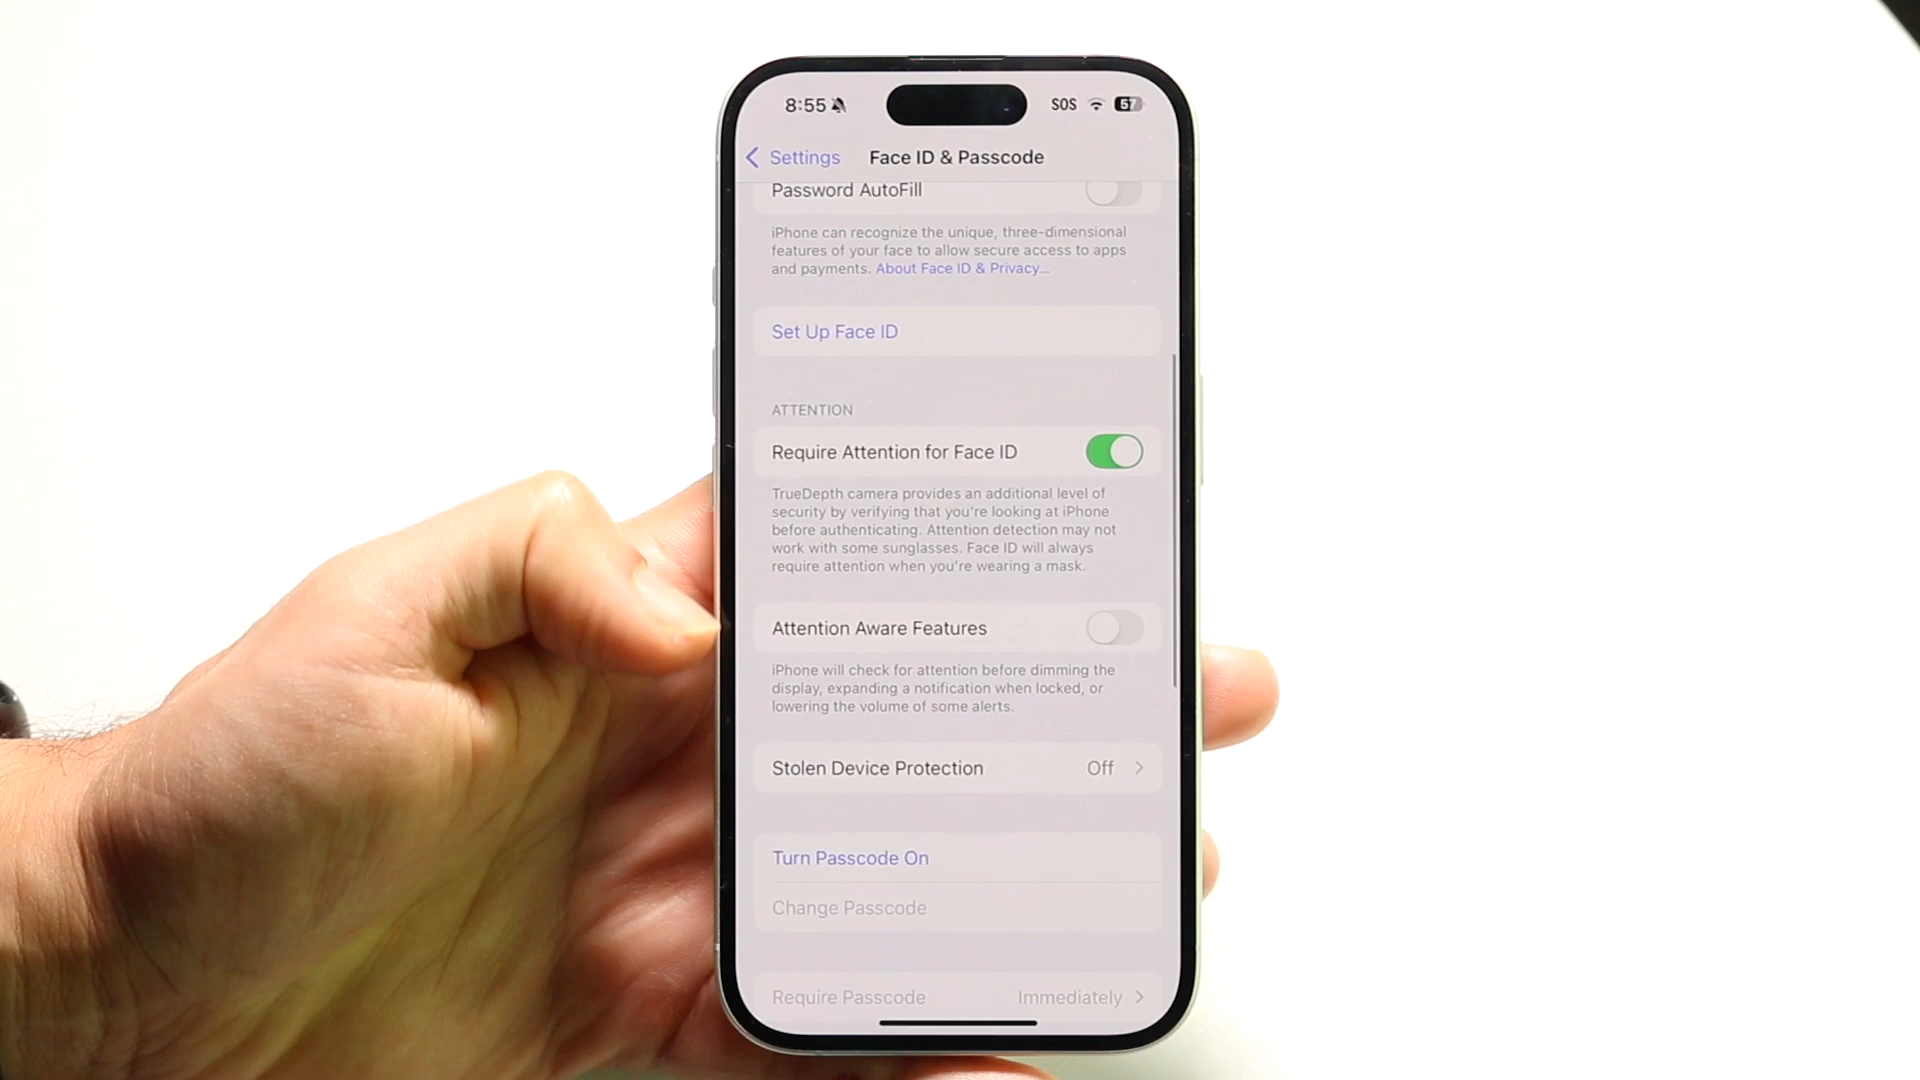 8:55
SOS
57
Settings
Face ID & Passcode
Password AutoFill
iPhone can recognize the unique, three-dimensional
features of your face to allow secure access to apps
and payments. About Face ID & Privacy...
Set Up Face ID
ATTENTION
Require Attention for Face ID
TrueDepth camera provides an additional level of
security by verifying that you're looking at iPhone
before authenticating. Attention detection may not
work with some sunglasses. Face ID will always
require attention when you're wearing a mask.
Attention Aware Features
iPhone will check for attention before dimming the
display, expanding a notification when locked, or
lowering the volume of some alerts.
Stolen Device Protection Off
Turn Passcode On
Change Passcode
Require Passcode Immediately